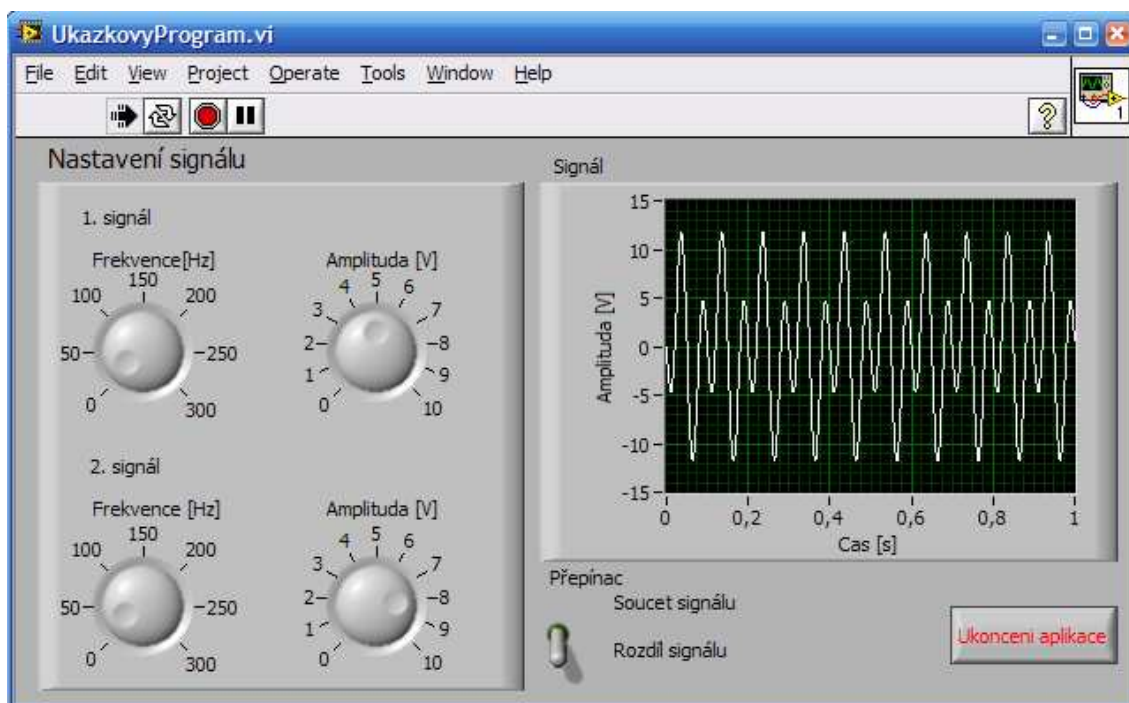 UkazkovyProgram.vi
File Edit View Project Operate Tools Window Help
1
Nastavení signálu
1. signál
Frekvence[Hz]
0 50 100 150 200 250 300
Amplituda [V]
0 1 2 3 4 5 6 7 8 9 10
2. signál
Frekvence [Hz]
0 50 100 150 200 250 300
Amplituda [V]
0 1 2 3 4 5 6 7 8 9 10
Signál
Amplituda [V]
15
10
5
0
-5
-10
-15
0 0,2 0,4 0,6 0,8 1
Cas [s]
Přepínac
Soucet signálu
Rozdíl signálu
Ukonceni aplikace